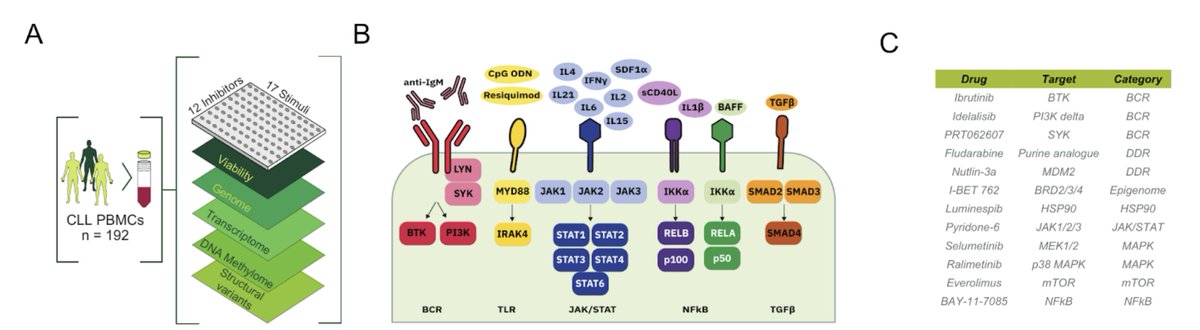 A
12 Inhibitors
17 Stimuli
Viability
Genome
Transcriptome
DNA Methylome
Structural
variants
CLL PBMCs
n = 192
B
anti-IgM
CpG ODN
Resiquimod
IL4
IFNγ
SDF1α
IL21
IL2
IL6
IL15
sCD40L
IL1β
BAFF
TGFβ
LYN
SYK
BTK
PI3K
MYD88
IRAK4
JAK1
JAK2
JAK3
STAT1
STAT2
STAT3
STAT4
STAT6
IKKα
RELB
p100
IKKα
RELA
p50
SMAD2
SMAD3
SMAD4
BCR
TLR
JAK/STAT
NFkB
TGFβ
C
Drug Target Category
Ibrutinib BTK BCR
Idelalisib PI3K delta BCR
PRT062607 SYK BCR
Fludarabine Purine analogue DDR
Nutlin-3a MDM2 DDR
I-BET 762 BRD2/3/4 Epigenome
Luminespib HSP90 HSP90
Pyridone-6 JAK1/2/3 JAK/STAT
Selumetinib MEK1/2 MAPK
Ralimetinib p38 MAPK MAPK
Everolimus mTOR mTOR
BAY-11-7085 NFkB NFkB